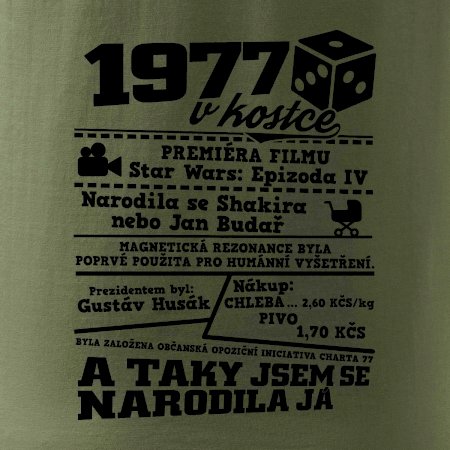 1977
v kostce
PREMIÉRA FILMU
Star Wars: Epizoda IV
Narodila se Shakira
nebo Jan Budař
MAGNETICKÁ REZONANCE BYLA
POPRVÉ POUŽITA PRO HUMÁNNÍ VYŠETŘENÍ.
Prezidentem byl:
Gustáv Husák
Nákup:
CHLEBA ... 2,60 KČS/kg
PIVO
1,70 KČS
BYLA ZALOŽENA OBČANSKÁ OPOZIČNÍ INICIATIVA CHARTA 77
A TAKY JSEM SE
NARODILA JÁ